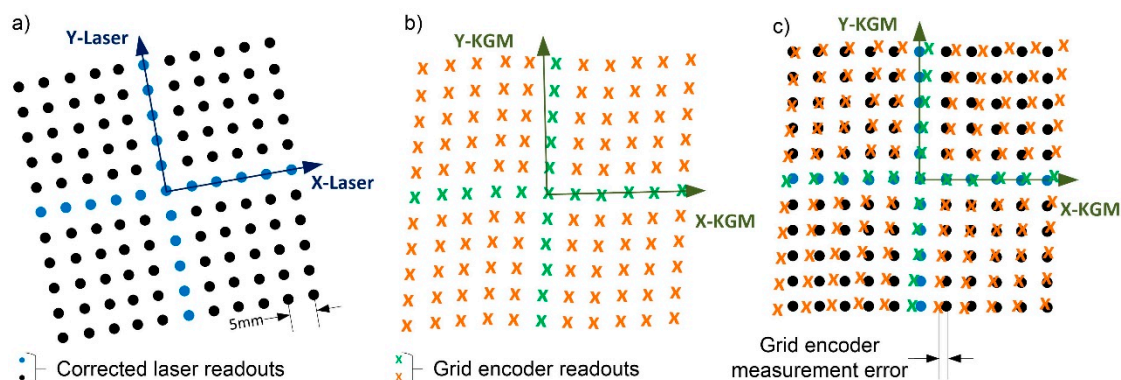 a)
Y-Laser
X-Laser
5mm
Corrected laser readouts
b)
Y-KGM
X-KGM
x
x
Grid encoder readouts
c)
Y-KGM
X-KGM
Grid encoder
measurement error